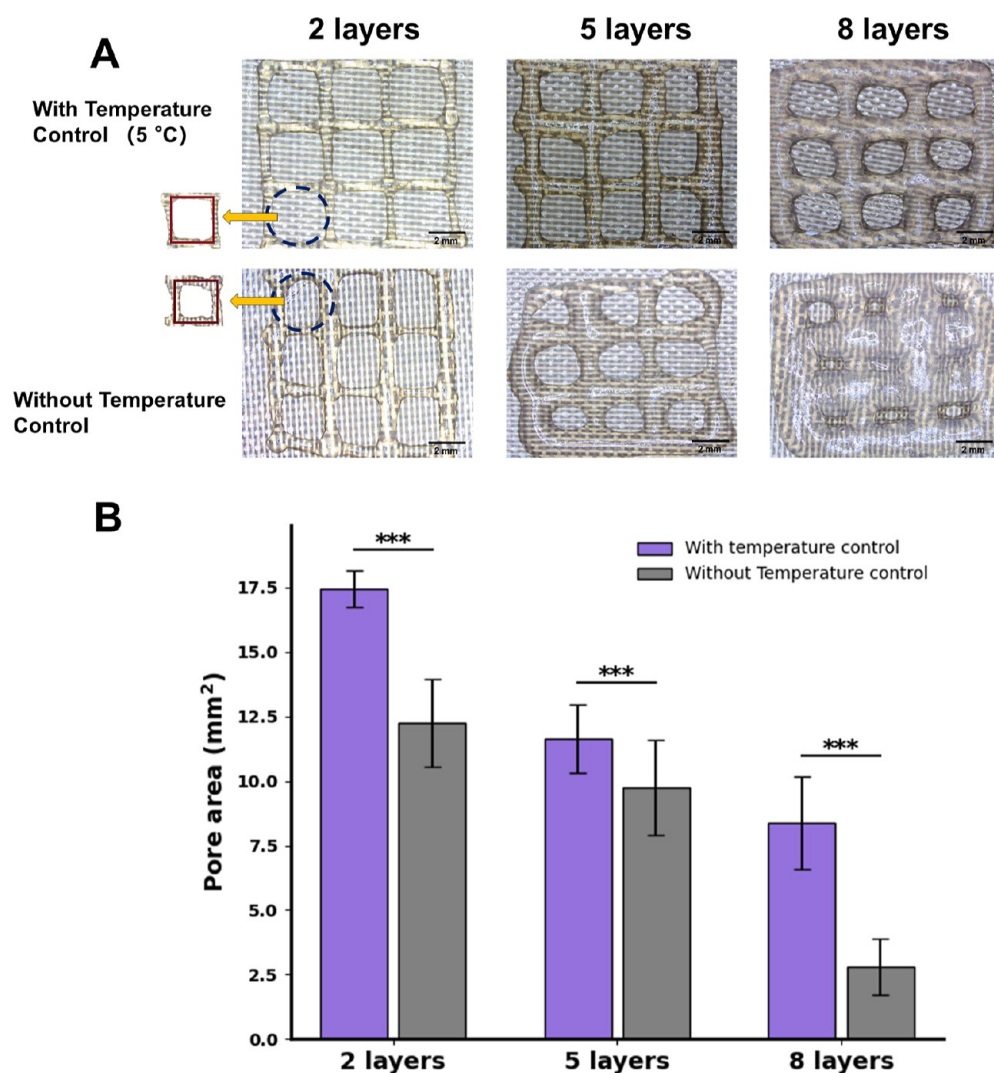 A
2 layers
5 layers
8 layers
With Temperature
Control (5 °C)
2 mm
2 mm
2 mm
Without Temperature
Control
2 mm
2 mm
2 mm
B
***
***
***
With temperature control
Without Temperature control
Pore area (mm²)
17.5
15.0
12.5
10.0
7.5
5.0
2.5
0.0
2 layers
5 layers
8 layers